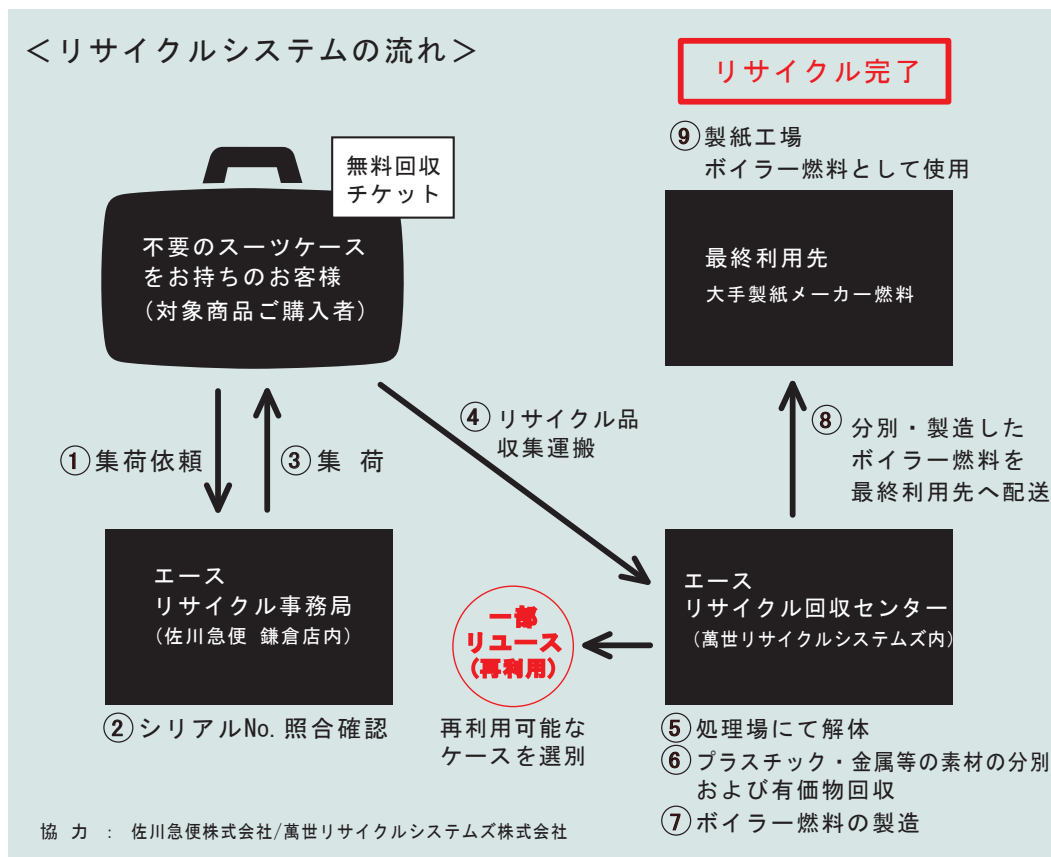 ＜リサイクルシステムの流れ＞
無料回収
チケット
不要のスーツケース
をお持ちのお客様
（対象商品ご購入者）
①集荷依頼
③集 荷
エース
リサイクル事務局
（佐川急便 鎌倉店内）
②シリアルNo.照合確認
④リサイクル品
収集運搬
エース
リサイクル回収センター
（萬世リサイクルシステムズ内）
一部
リユース
（再利用）
再利用可能な
ケースを選別
⑤処理場にて解体
⑥プラスチック・金属等の素材の分別
および有価物回収
⑦ボイラー燃料の製造
⑧分別・製造した
ボイラー燃料を
最終利用先へ配送
最終利用先
大手製紙メーカー燃料
⑨製紙工場
ボイラー燃料として使用
リサイクル完了
協 力 : 佐川急便株式会社/萬世リサイクルシステムズ株式会社